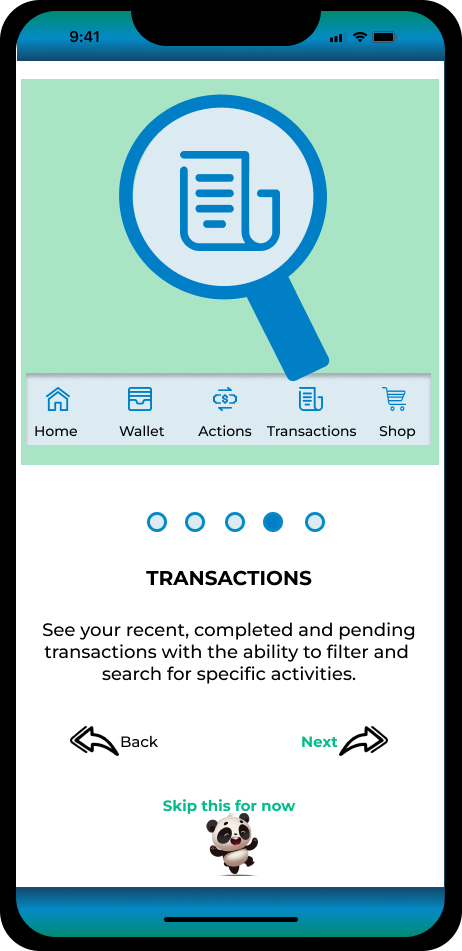 9:41
Home Wallet Actions Transactions Shop
TRANSACTIONS
See your recent, completed and pending
transactions with the ability to filter and
search for specific activities.
Back Next
Skip this for now